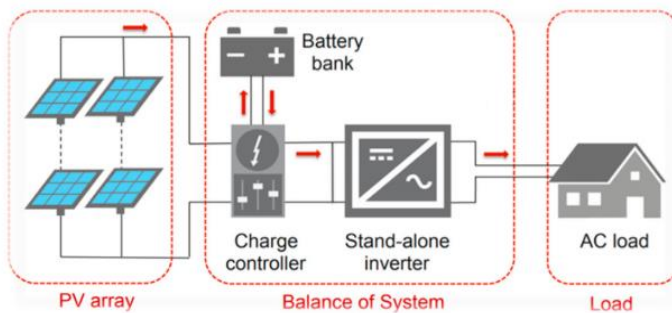 Battery
bank
Charge
controller
Stand-alone
inverter
AC load
PV array
Balance of System
Load